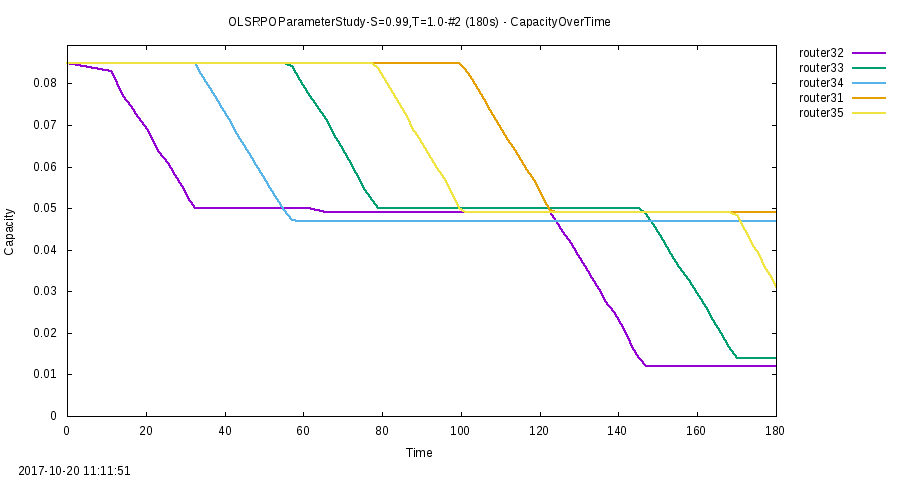 OLSRPOParameterStudy-S=0.99,T=1.0-#2 (180s) - CapacityOverTime
router32
router33
router34
router31
router35
0.08
0.07
0.06
0.05
0.04
0.03
0.02
0.01
0
Capacity
0 20 40 60 80 100 120 140 160 180
Time
2017-10-20 11:11:51